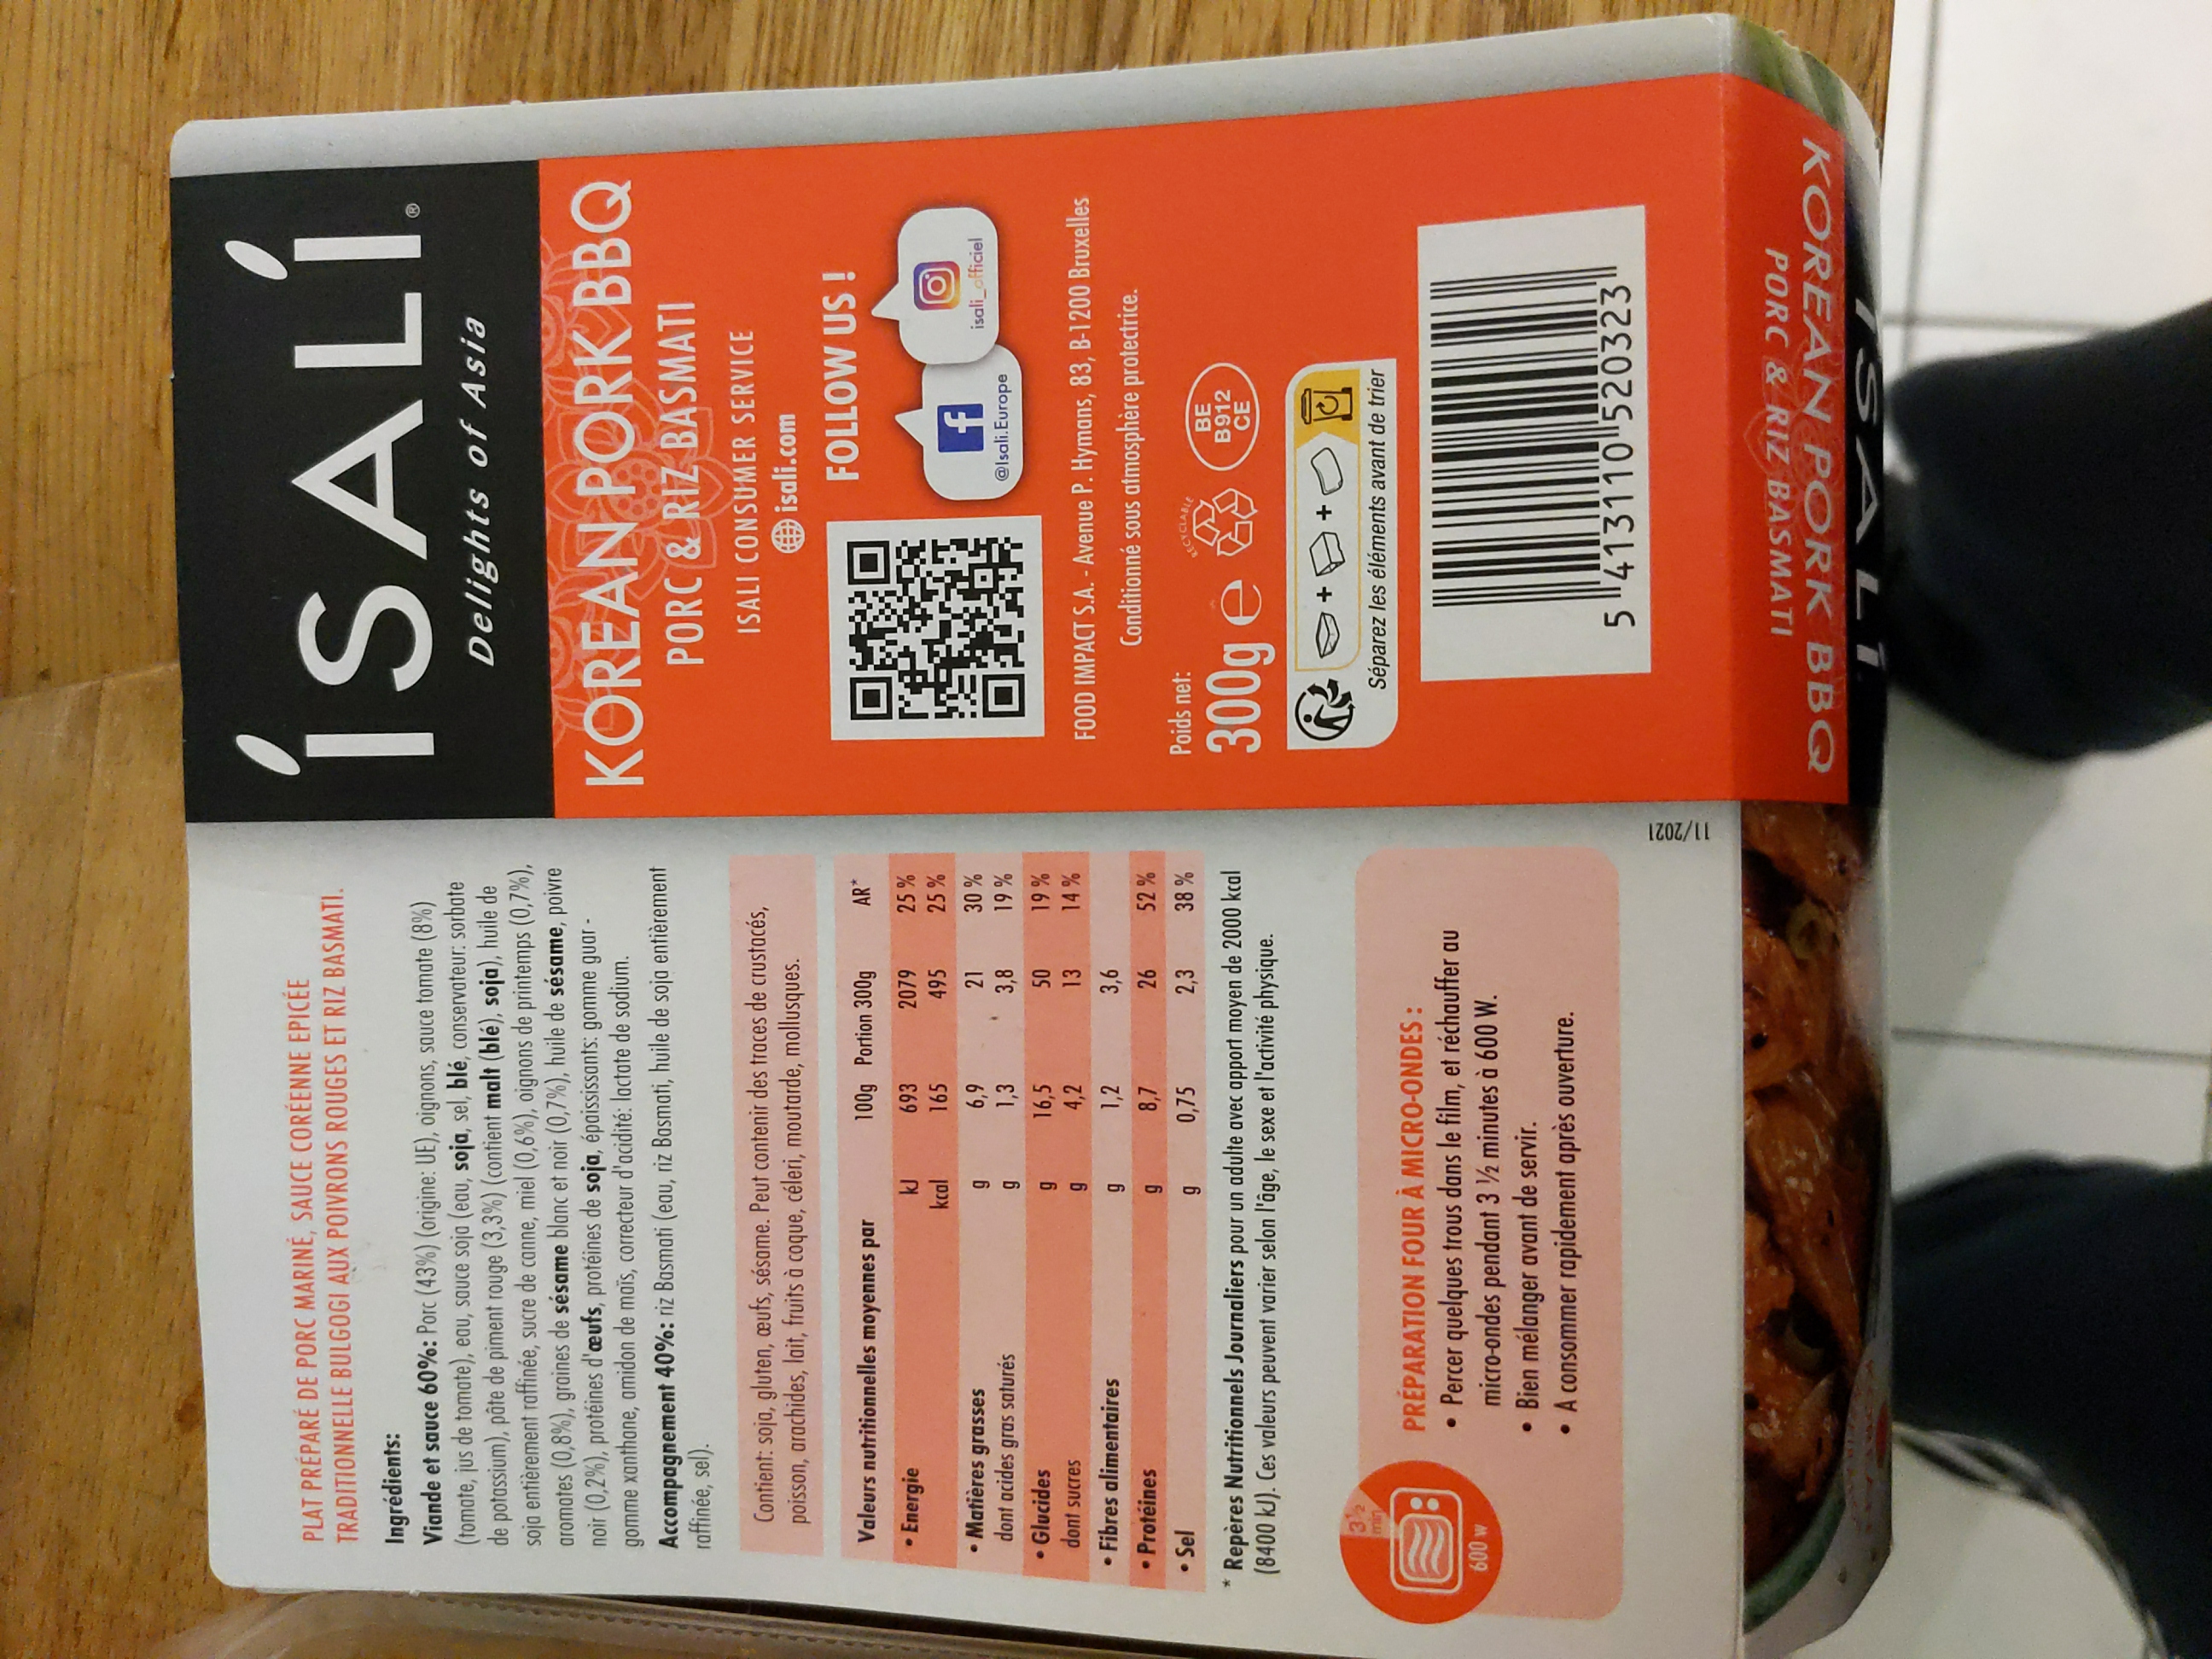 PLAT PRÉPARÉ DE PORC MARINÉ, SAUCE CORÉENNE EPICÉE
TRADITIONNELLE BULGOGI AUX POIVRONS ROUGES ET RIZ BASMATI.
Ingrédients:
Viande et sauce 60%: Porc (43%) (origine: UE), oignons, sauce tomate (8%)
(tomate, jus de tomate), eau, sauce soja (eau, soja, sel, blé, conservateur: sorbate
de potassium), pâte de piment rouge (3,3%) (contient malt (blé), soja), huile de
soja entièrement raffinée, sucre de canne, miel (0,6%), oignons de printemps (0,7%),
aromates (0,8%), graines de sésame blanc et noir (0,7%), huile de sésame, poivre
noir (0,2%), protéines d'œufs, protéines de soja, épaississants: gomme guar -
gomme xanthane, amidon de maïs, correcteur d'acidité: lactate de sodium.
Accompagnement 40%: riz Basmati (eau, riz Basmati, huile de soja entièrement
raffinée, sel).
Contient: soja, gluten, œufs, sésame. Peut contenir des traces de crustacés,
poisson, arachides, lait, fruits à coque, céleri, moutarde, mollusques.
Valeurs nutritionnelles moyennes par 100g Portion 300g AR*
• Energie kJ 693 2079 25 %
kcal 165 495 25 %
• Matières grasses g 6,9 21 30 %
dont acides gras saturés g 1,3 3,8 19 %
• Glucides g 16,5 50 19 %
dont sucres g 4,2 13 14 %
• Fibres alimentaires g 1,2 3,6
• Protéines g 8,7 26 52 %
• Sel g 0,75 2,3 38 %
* Repères Nutritionnels Journaliers pour un adulte avec apport moyen de 2000 kcal
(8400 kJ). Ces valeurs peuvent varier selon l'âge, le sexe et l'activité physique.
3 ½
min
600 W
PRÉPARATION FOUR À MICRO-ONDES :
• Percer quelques trous dans le film, et réchauffer au
micro-ondes pendant 3 ½ minutes à 600 W.
• Bien mélanger avant de servir.
• A consommer rapidement après ouverture.
11/2021
ISALI®
Delights of Asia
KOREAN PORK BBQ
PORC & RIZ BASMATI
ISALI CONSUMER SERVICE
isali.com
FOLLOW US !
@Isali.Europe
isali_officiel
FOOD IMPACT S.A. - Avenue P. Hymans, 83, B-1200 Bruxelles
Conditionné sous atmosphère protectrice.
Poids net:
300g e
RECYCLABLE
BE
B912
CE
Séparez les éléments avant de trier
5 413110 520323
PORC & RIZ BASMATI
KOREAN PORK BBQ
ISALI